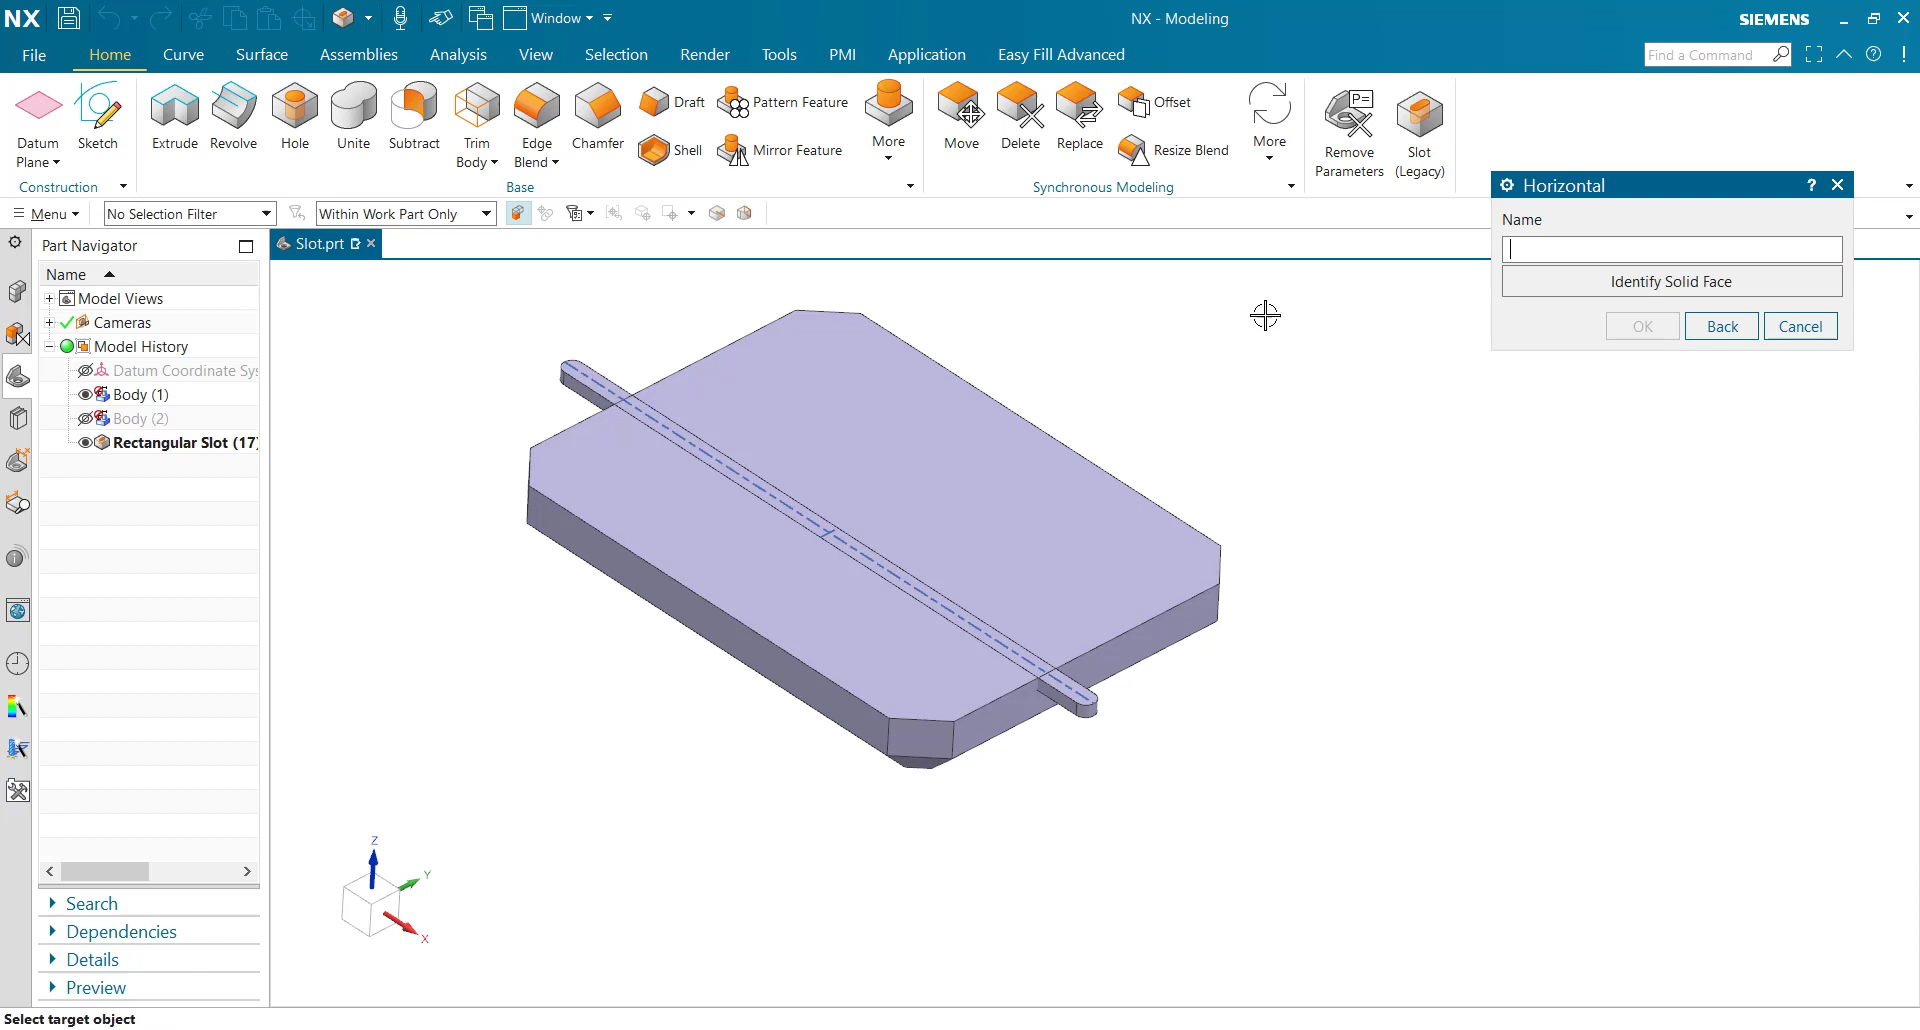 NX
Window
NX - Modeling
SIEMENS
File
Home
Curve
Surface
Assemblies
Analysis
View
Selection
Render
Tools
PMI
Application
Easy Fill Advanced
Find a Command
Datum Plane
Sketch
Extrude
Revolve
Hole
Unite
Subtract
Trim Body
Edge Blend
Chamfer
Draft
Shell
Pattern Feature
Mirror Feature
More
Move
Delete
Replace
Offset
Resize Blend
More
P=
Remove Parameters
Slot (Legacy)
Construction
Base
Synchronous Modeling
Menu
No Selection Filter
Within Work Part Only
Horizontal
Name
Identify Solid Face
OK
Back
Cancel
Part Navigator
Slot.prt
Name
Model Views
Cameras
Model History
Datum Coordinate Sys
Body (1)
Body (2)
Rectangular Slot (17)
Z
Y
X
Search
Dependencies
Details
Preview
Select target object